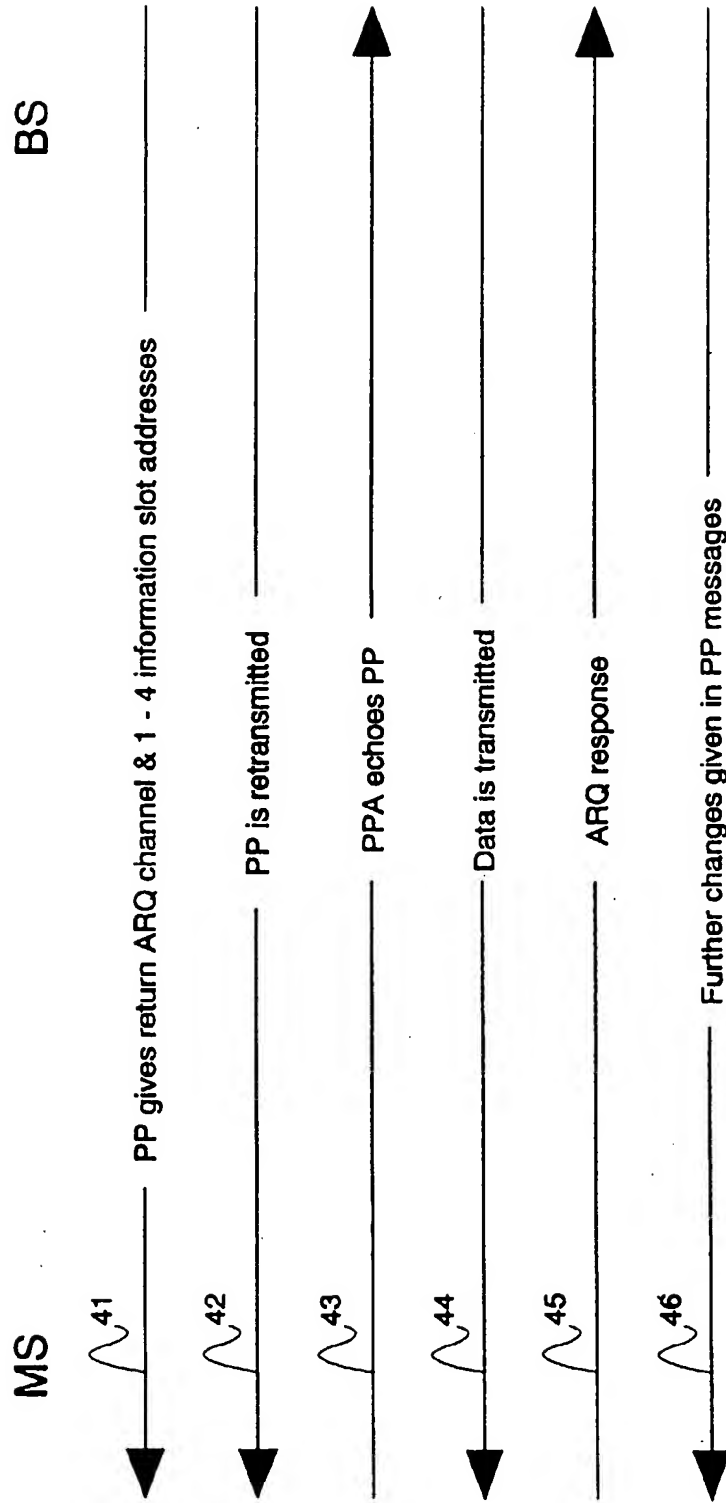 MS
BS
41
PP gives return ARQ channel & 1 - 4 information slot addresses
42
PP is retransmitted
43
PPA echoes PP
44
Data is transmitted
45
ARQ response
46
Further changes given in PP messages